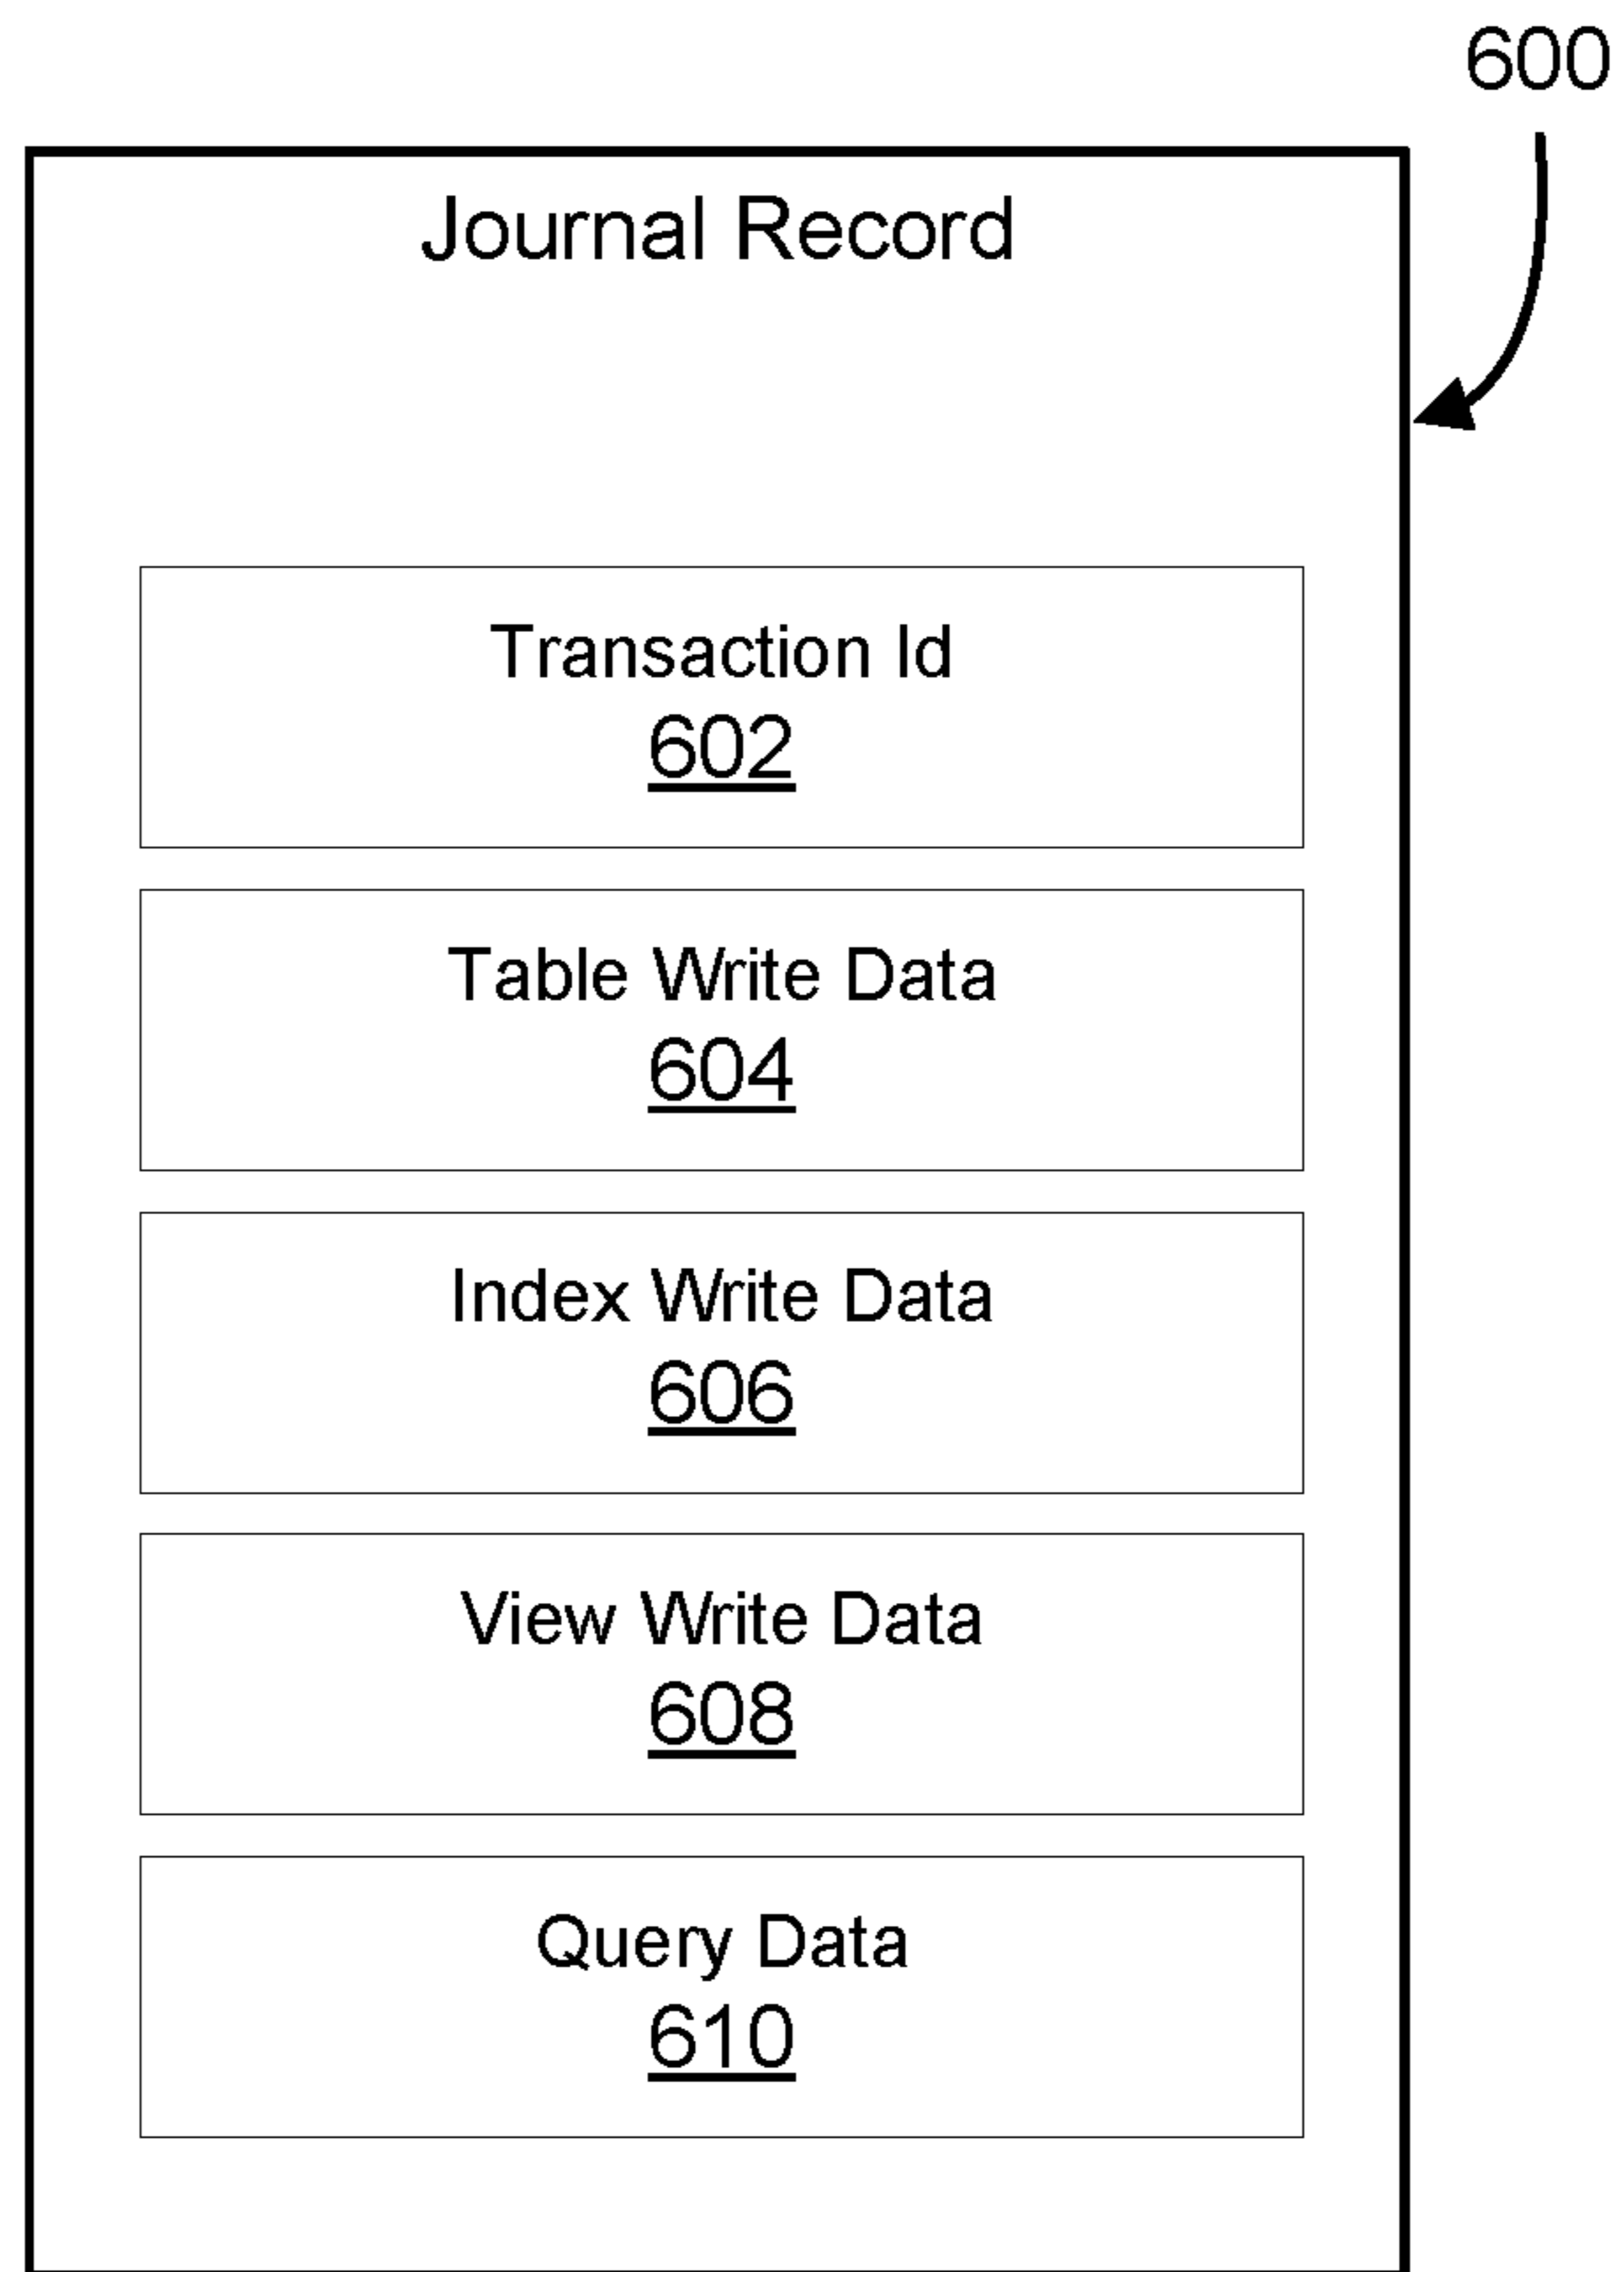 600
Journal Record
Transaction Id
602
Table Write Data
604
Index Write Data
606
View Write Data
608
Query Data
610